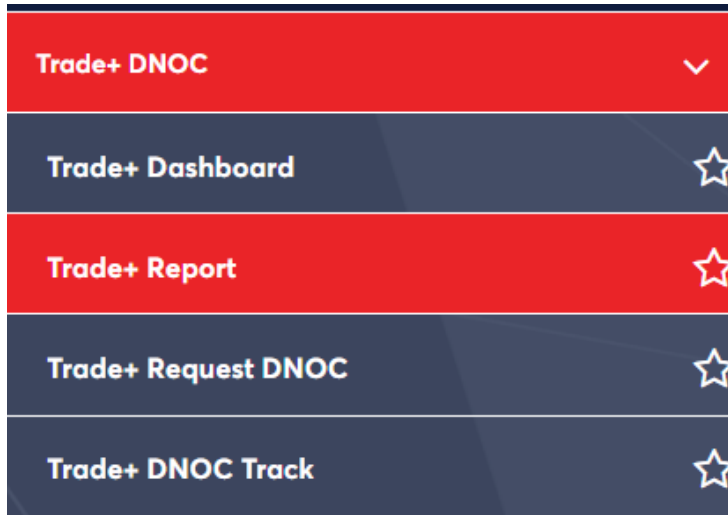 Trade+ DNOC
Trade+ Dashboard
Trade+ Report
Trade+ Request DNOC
Trade+ DNOC Track